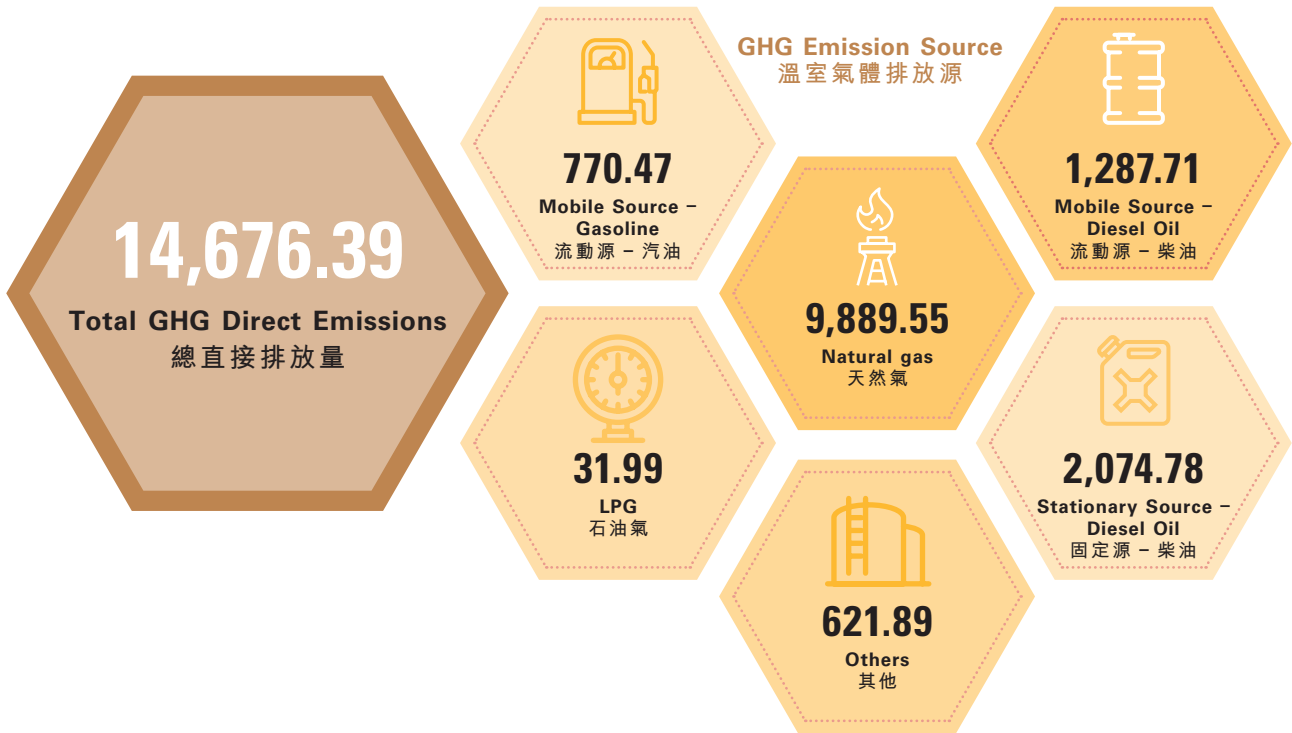 GHG Emission Source
溫室氣體排放源
14,676.39
Total GHG Direct Emissions
總直接排放量
770.47
Mobile Source –
Gasoline
流動源 – 汽油
1,287.71
Mobile Source –
Diesel Oil
流動源 – 柴油
9,889.55
Natural gas
天然氣
31.99
LPG
石油氣
2,074.78
Stationary Source –
Diesel Oil
固定源 – 柴油
621.89
Others
其他